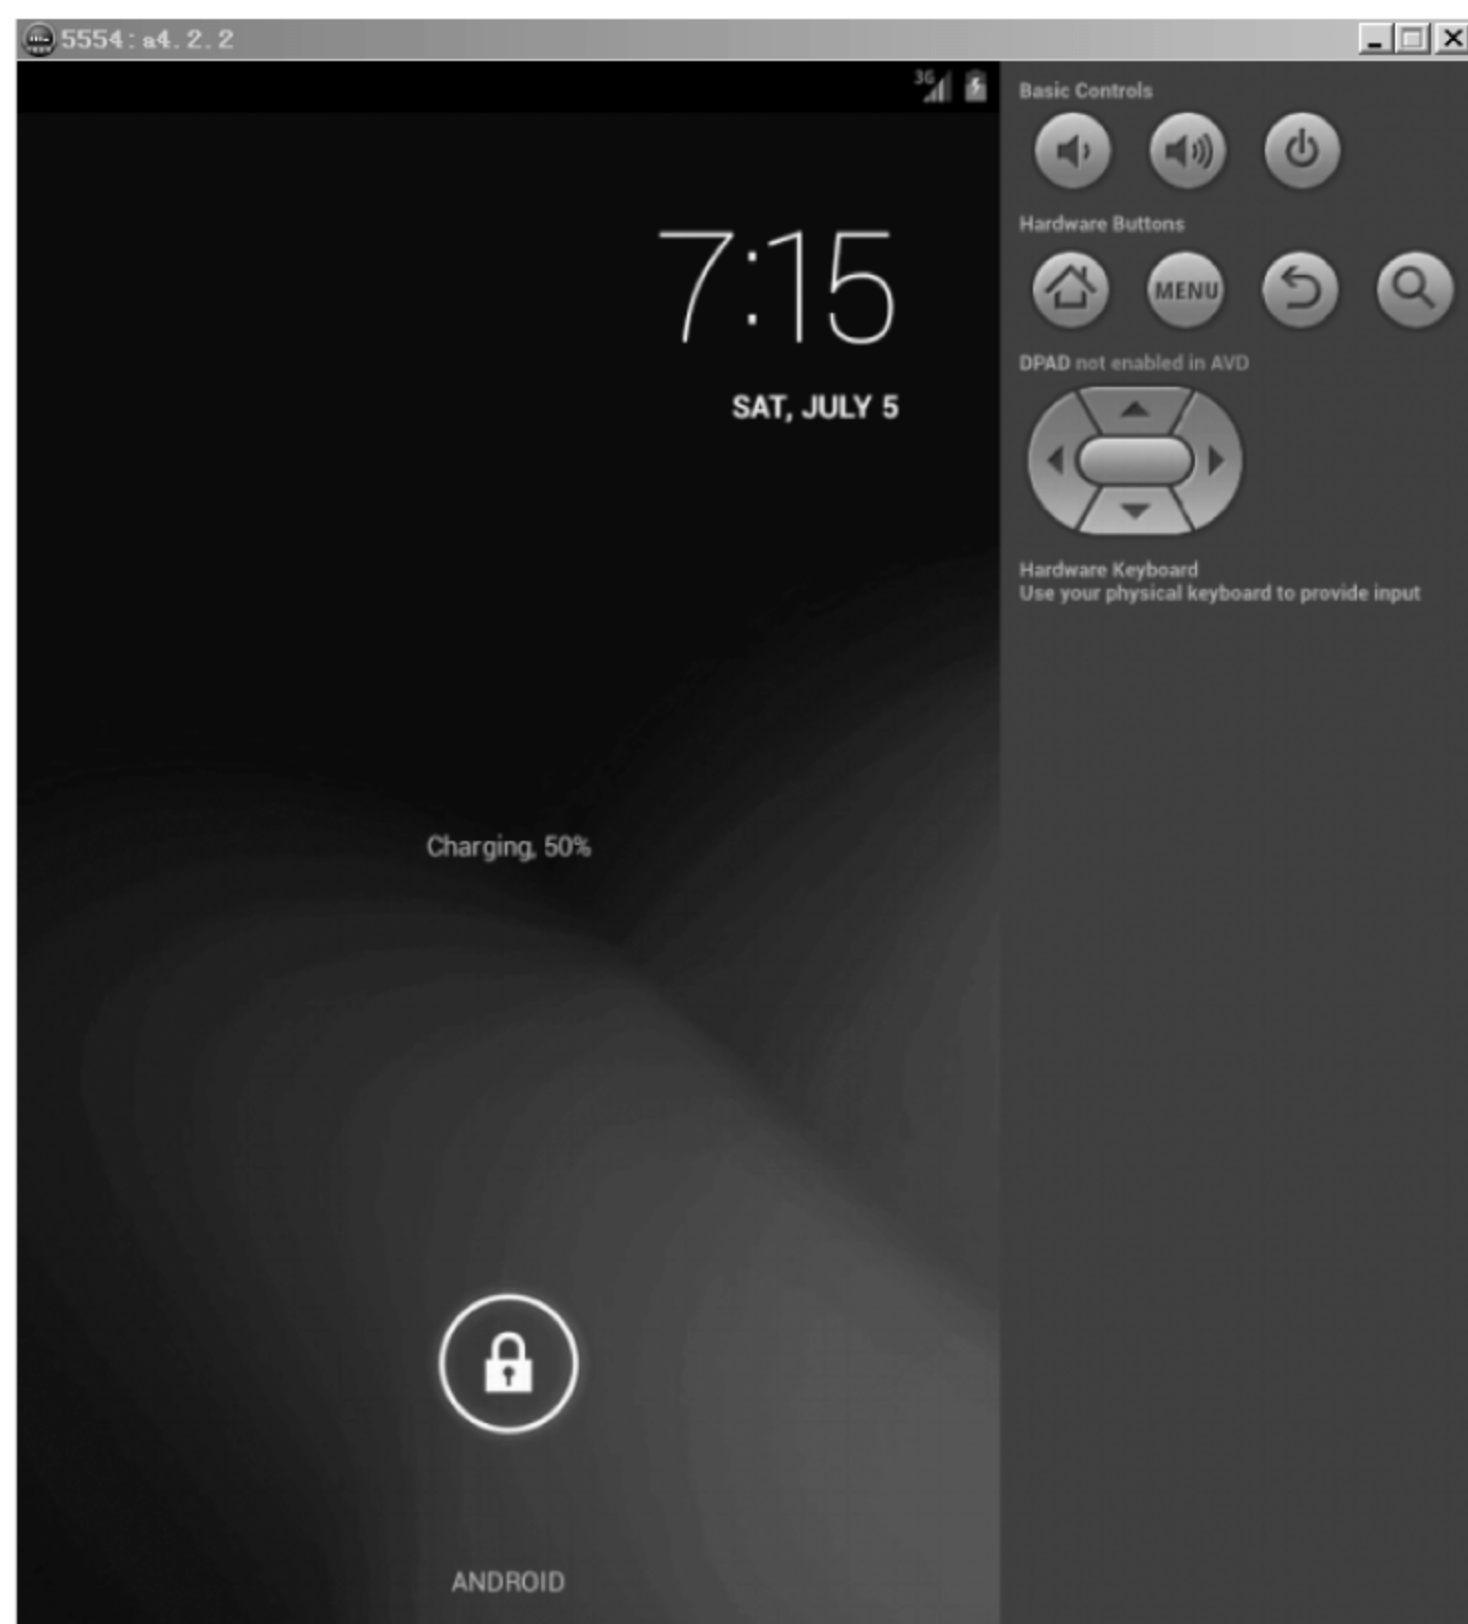 5554:a4.2.2
3G
7:15
SAT, JULY 5
Charging, 50%
ANDROID
Basic Controls
Hardware Buttons
MENU
DPAD not enabled in AVD
Hardware Keyboard
Use your physical keyboard to provide input